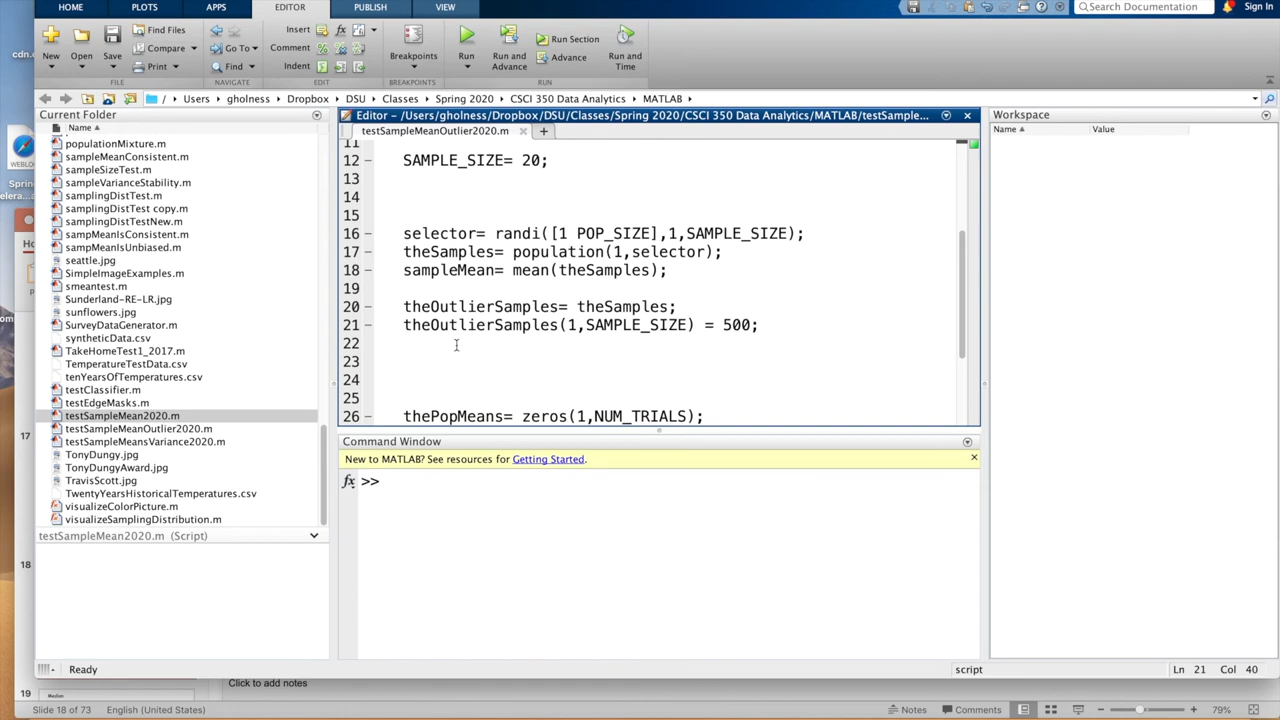 HOME PLOTS APPS EDITOR PUBLISH VIEW
Search Documentation Sign In
New Open Save Find Files Compare Print Go To Find Insert Comment Indent fx Breakpoints Run Run and Advance Run Section Advance Run and Time
FILE NAVIGATE EDIT BREAKPOINTS RUN
/ Users Dropbox DSU Classes Spring 2020 CSCI 350 Data Analytics MATLAB
gholness
Current Folder
Name
populationMixture.m
sampleMeanConsistent.m
sampleSizeTest.m
sampleVarianceStability.m
samplingDistTest.m
samplingDistTest copy.m
samplingDistTestNew.m
sampMeanIsConsistent.m
sampMeanIsUnbiased.m
seattle.jpg
SimpleImageExamples.m
smeantest.m
Sunderland-RE-LR.jpg
sunflowers.jpg
SurveyDataGenerator.m
syntheticData.csv
TakeHomeTest1_2017.m
TemperatureTestData.csv
tenYearsOfTemperatures.csv
testClassifier.m
testEdgeMasks.m
testSampleMean2020.m
testSampleMeanOutlier2020.m
testSampleMeansVariance2020.m
TonyDungy.jpg
TonyDungyAward.jpg
TravisScott.jpg
TwentyYearsHistoricalTemperatures.csv
visualizeColorPicture.m
visualizeSamplingDistribution.m
testSampleMean2020.m (Script)
Editor - /Users/gholness/Dropbox/DSU/Classes/Spring 2020/CSCI 350 Data Analytics/MATLAB/testSample...
testSampleMeanOutlier2020.m
11
12 – SAMPLE_SIZE= 20;
13
14
15
16 – selector= randi([1 POP_SIZE],1,SAMPLE_SIZE);
17 – theSamples= population(1,selector);
18 – sampleMean= mean(theSamples);
19
20 – theOutlierSamples= theSamples;
21 – theOutlierSamples(1,SAMPLE_SIZE) = 500;
22
23
24
25
26 – thePopMeans= zeros(1,NUM_TRIALS);
Command Window
New to MATLAB? See resources for Getting Started.
fx >>
Workspace
Name Value
Ready script Ln 21 Col 40
cdn.
WEBLOC
Sprin
elera
17
18
19
Click to add notes
Slide 18 of 73 English (United States) Notes Comments 79%